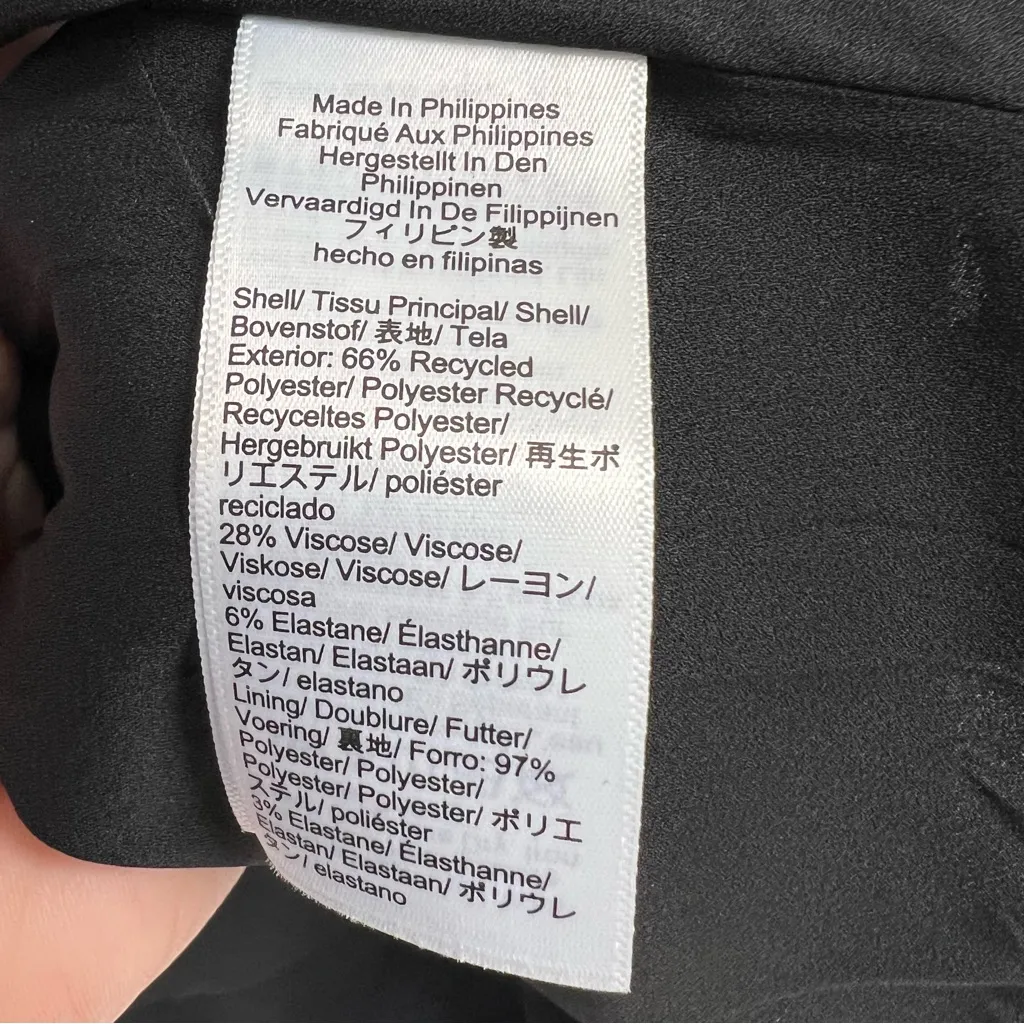 Made In Philippines
Fabriqué Aux Philippines
Hergestellt In Den
Philippinen
Vervaardigd In De Filippijnen
フィリピン製
hecho en filipinas
Shell/ Tissu Principal/ Shell/
Bovenstof/ 表地/ Tela
Exterior: 66% Recycled
Polyester/ Polyester Recyclé/
Recyceltes Polyester/
Hergebruikt Polyester/ 再生ポ
リエステル/ poliéster
reciclado
28% Viscose/ Viscose/
Viskose/ Viscose/ レーヨン/
viscosa
6% Elastane/ Élasthanne/
Elastan/ Elastaan/ ポリウレ
タン/ elastano
Lining/ Doublure/ Futter/
Voering/ 裏地/ Forro: 97%
Polyester/ Polyester/
Polyester/ Polyester/ ポリエ
ステル/ poliéster
3% Elastane/ Élasthanne/
Elastan/ Elastaan/ ポリウレ
タン/ elastano